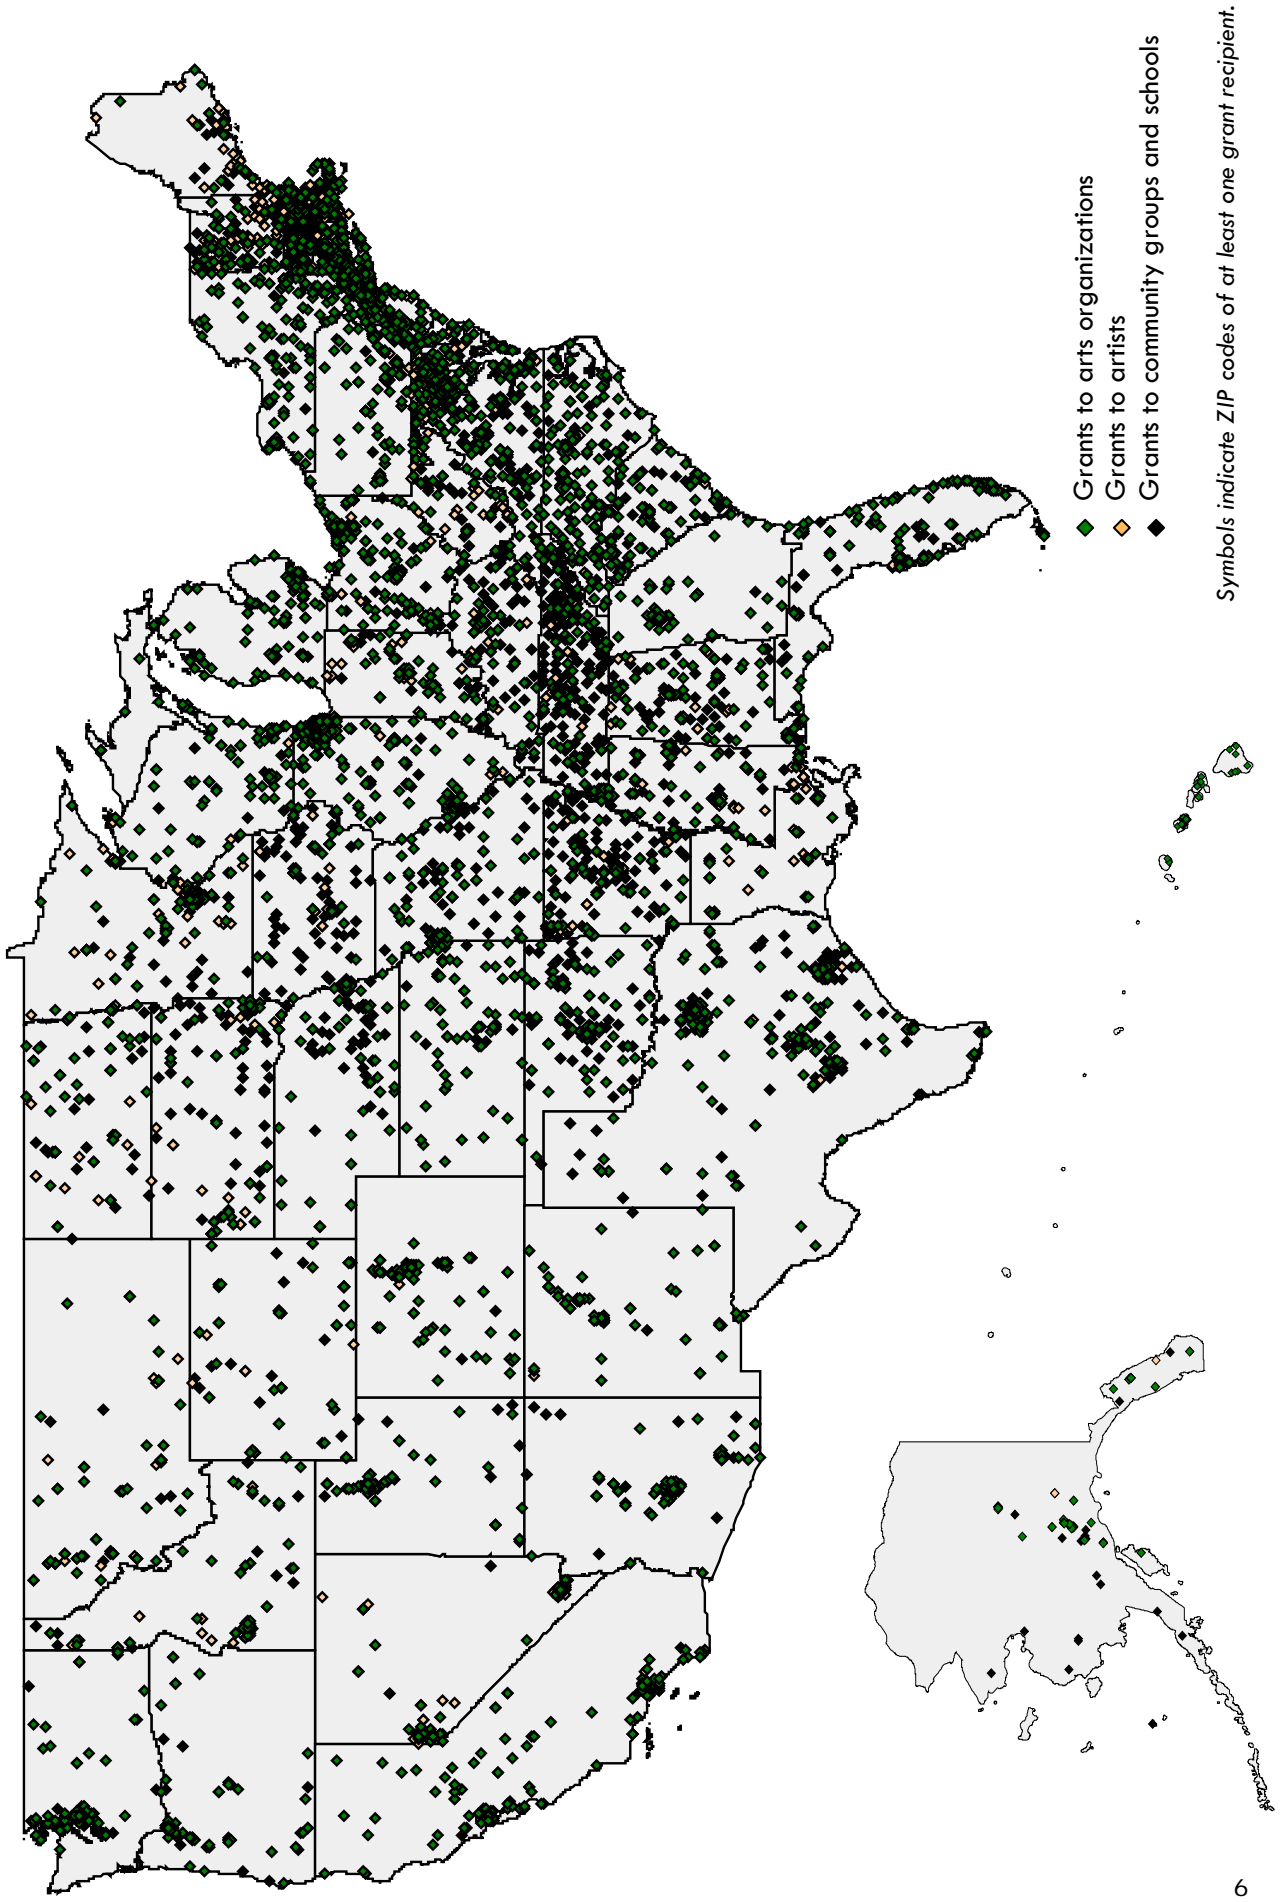 Grants to arts organizations
Grants to artists
Grants to community groups and schools
Symbols indicate ZIP codes of at least one grant recipient.
6